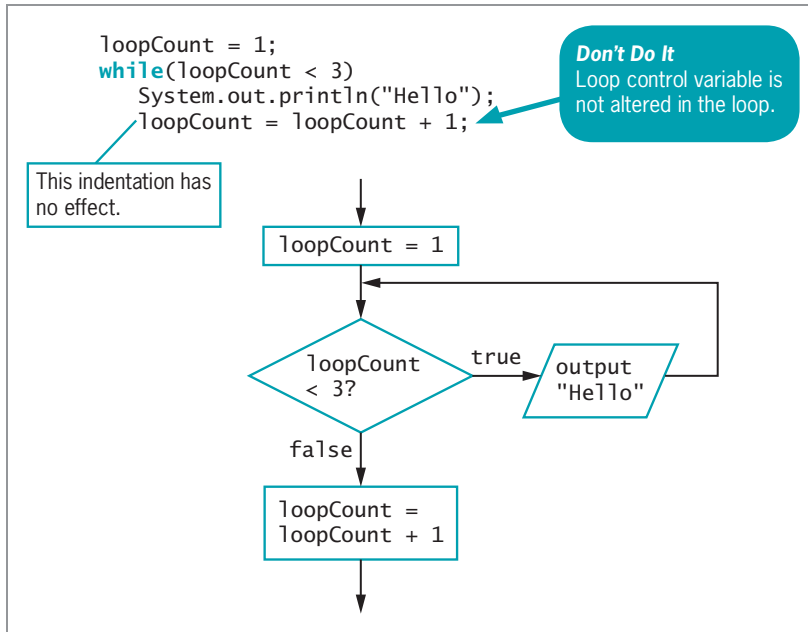 loopCount = 1;
while(loopCount < 3)
System.out.println("Hello");
loopCount = loopCount + 1;
Don't Do It
Loop control variable is
not altered in the loop.
This indentation has
no effect.
loopCount = 1
loopCount
< 3?
true
output
"Hello"
false
loopCount =
loopCount + 1